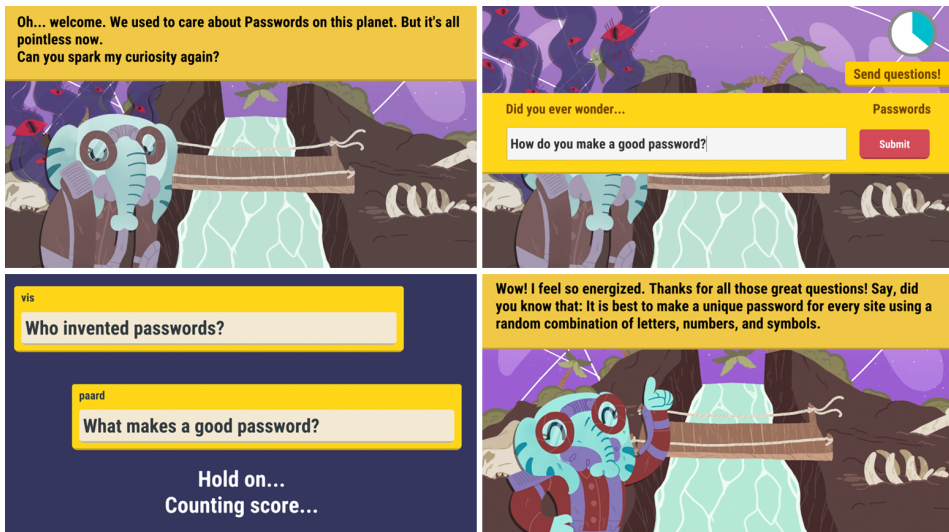 Oh... welcome. We used to care about Passwords on this planet. But it's all
pointless now.
Can you spark my curiosity again?
Send questions!
Did you ever wonder...
Passwords
How do you make a good password?
Submit
vis
Who invented passwords?
paard
What makes a good password?
Hold on...
Counting score...
Wow! I feel so energized. Thanks for all those great questions! Say, did
you know that: It is best to make a unique password for every site using a
random combination of letters, numbers, and symbols.